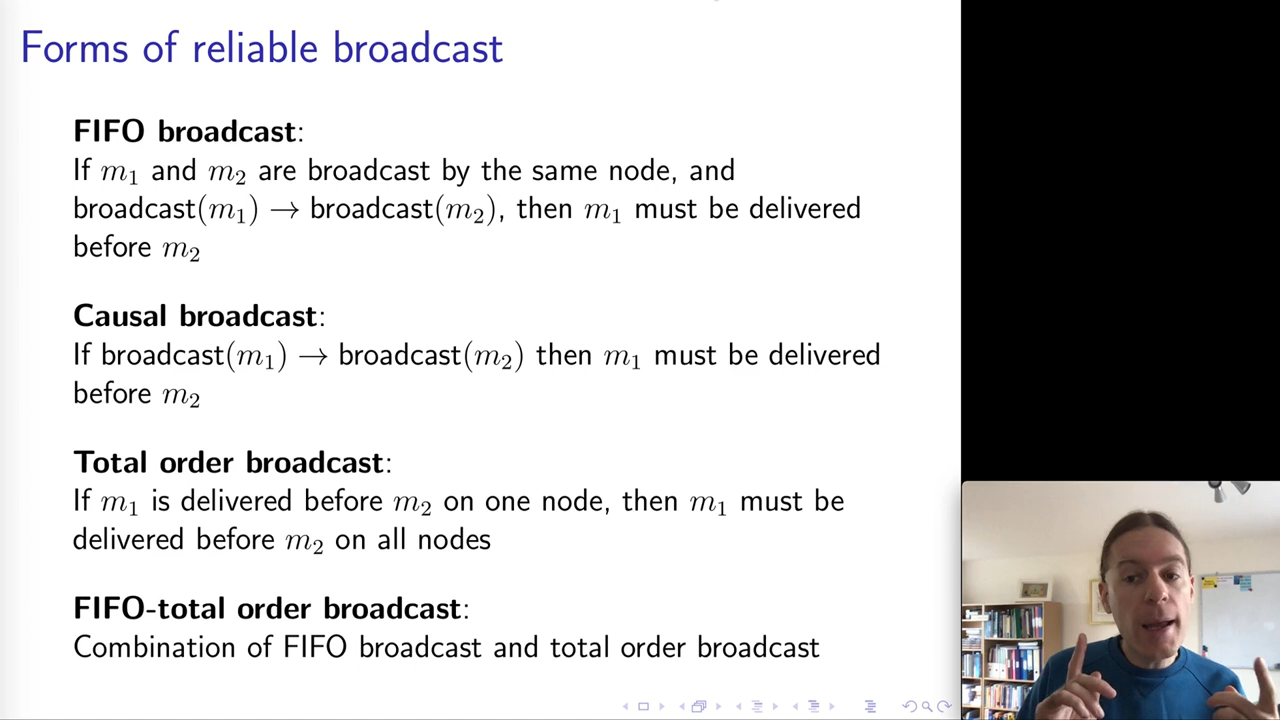 Forms of reliable broadcast
FIFO broadcast:
If m₁ and m₂ are broadcast by the same node, and
broadcast(m₁) → broadcast(m₂), then m₁ must be delivered
before m₂
Causal broadcast:
If broadcast(m₁) → broadcast(m₂) then m₁ must be delivered
before m₂
Total order broadcast:
If m₁ is delivered before m₂ on one node, then m₁ must be
delivered before m₂ on all nodes
FIFO-total order broadcast:
Combination of FIFO broadcast and total order broadcast